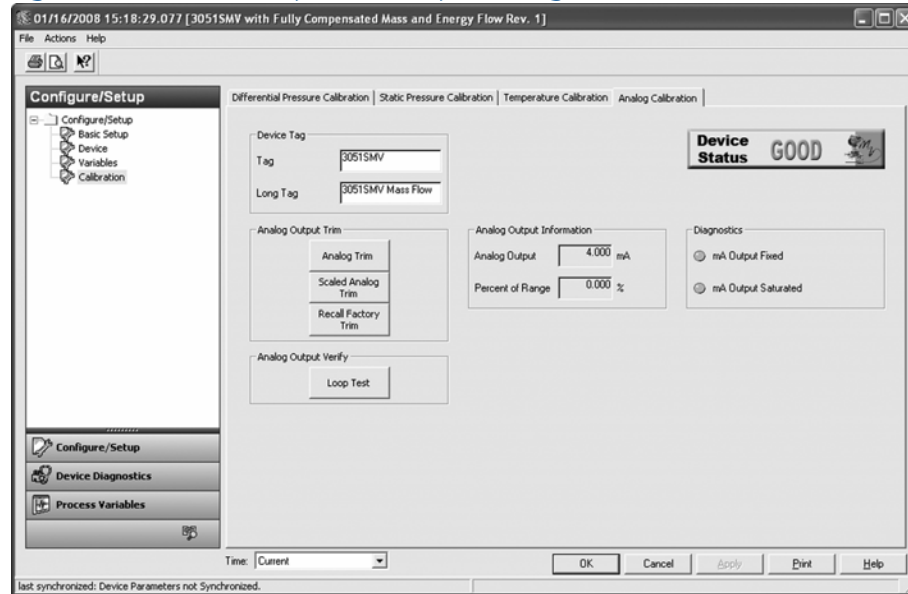 01/16/2008 15:18:29.077 [3051SMV with Fully Compensated Mass and Energy Flow Rev. 1]
File Actions Help
Configure/Setup
Configure/Setup
Basic Setup
Device
Variables
Calibration
Configure/Setup
Device Diagnostics
Process Variables
Differential Pressure Calibration Static Pressure Calibration Temperature Calibration Analog Calibration
Device Tag
Tag 3051SMV
Long Tag 3051SMV Mass Flow
Device Status GOOD
Analog Output Trim
Analog Trim
Scaled Analog Trim
Recall Factory Trim
Analog Output Information
Analog Output 4.000 mA
Percent of Range 0.000 %
Diagnostics
mA Output Fixed
mA Output Saturated
Analog Output Verify
Loop Test
Time: Current
OK Cancel Apply Print Help
last synchronized: Device Parameters not Synchronized.